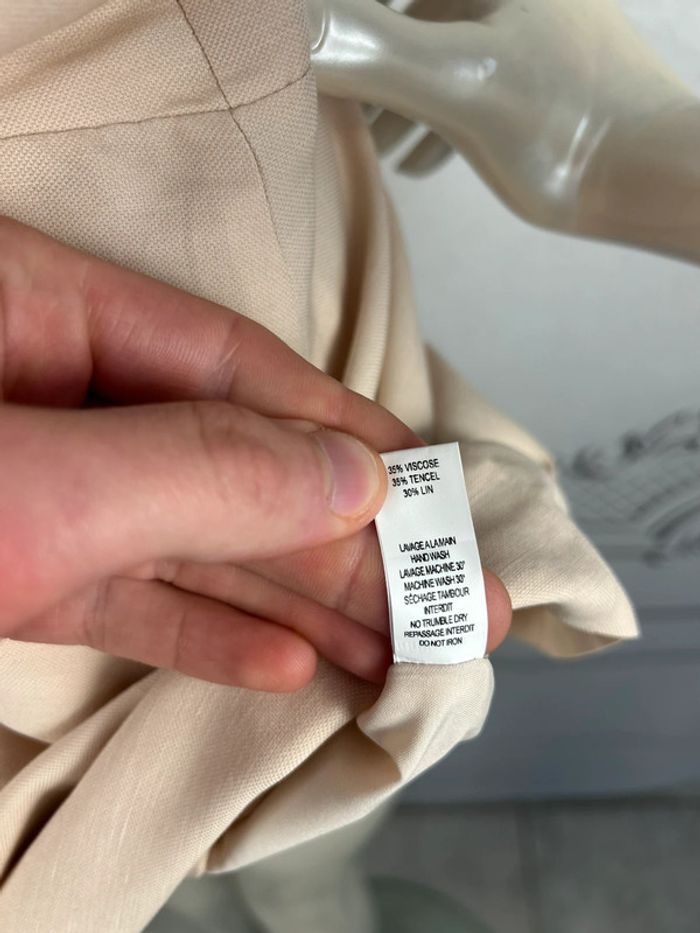 35% VISCOSE
35% TENCEL
30% LIN
LAVAGE A LA MAIN
HAND WASH
LAVAGE MACHINE 30°
MACHINE WASH 30°
SÉCHAGE TAMBOUR
INTERDIT
NO TRUMBLE DRY
REPASSAGE INTERDIT
DO NOT IRON